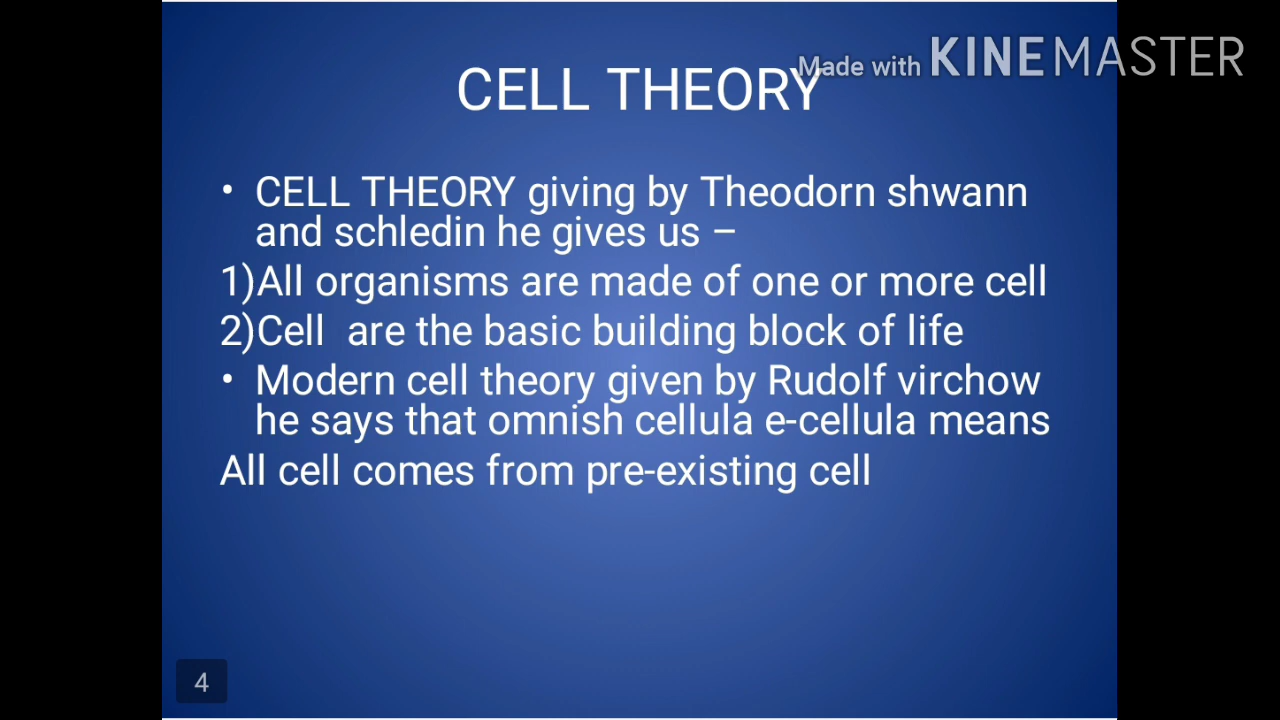 Made with KINEMASTER
CELL THEORY
• CELL THEORY giving by Theodorn shwann
and schledin he gives us –
1)All organisms are made of one or more cell
2)Cell are the basic building block of life
• Modern cell theory given by Rudolf virchow
he says that omnish cellula e-cellula means
All cell comes from pre-existing cell
4